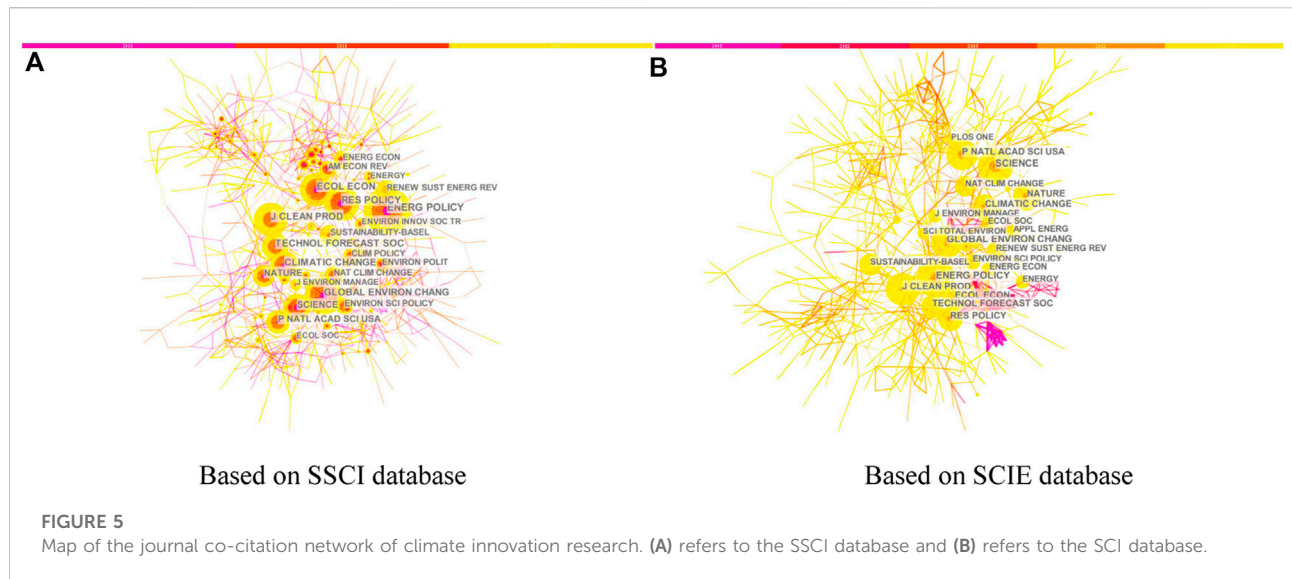 A
B
2010
2015
1997
2002
2007
2012
ENERG ECON
AM ECON REV
ENERGY
ECOL ECON
RENEW SUST ENERG REV
RES POLICY
ENERG POLICY
J CLEAN PROD
ENVIRON INNOV SOC TR
SUSTAINABILITY-BASEL
TECHNOL FORECAST SOC
CLIM POLICY
CLIMATIC CHANGE
ENVIRON POLIT
NATURE
NAT CLIM CHANGE
J ENVIRON MANAGE
GLOBAL ENVIRON CHANG
SCIENCE
ENVIRON SCI POLICY
P NATL ACAD SCI USA
ECOL SOC
PLOS ONE
P NATL ACAD SCI USA
SCIENCE
NAT CLIM CHANGE
NATURE
CLIMATIC CHANGE
J ENVIRON MANAGE
ECOL SOC
SCI TOTAL ENVIRON
APPL ENERG
GLOBAL ENVIRON CHANG
RENEW SUST ENERG REV
SUSTAINABILITY-BASEL
ENVIRON SCI POLICY
ENERG ECON
ENERG POLICY
ENERGY
J CLEAN PROD
ECOL ECON
TECHNOL FORECAST SOC
RES POLICY
Based on SSCI database
Based on SCIE database
FIGURE 5
Map of the journal co-citation network of climate innovation research. (A) refers to the SSCI database and (B) refers to the SCI database.